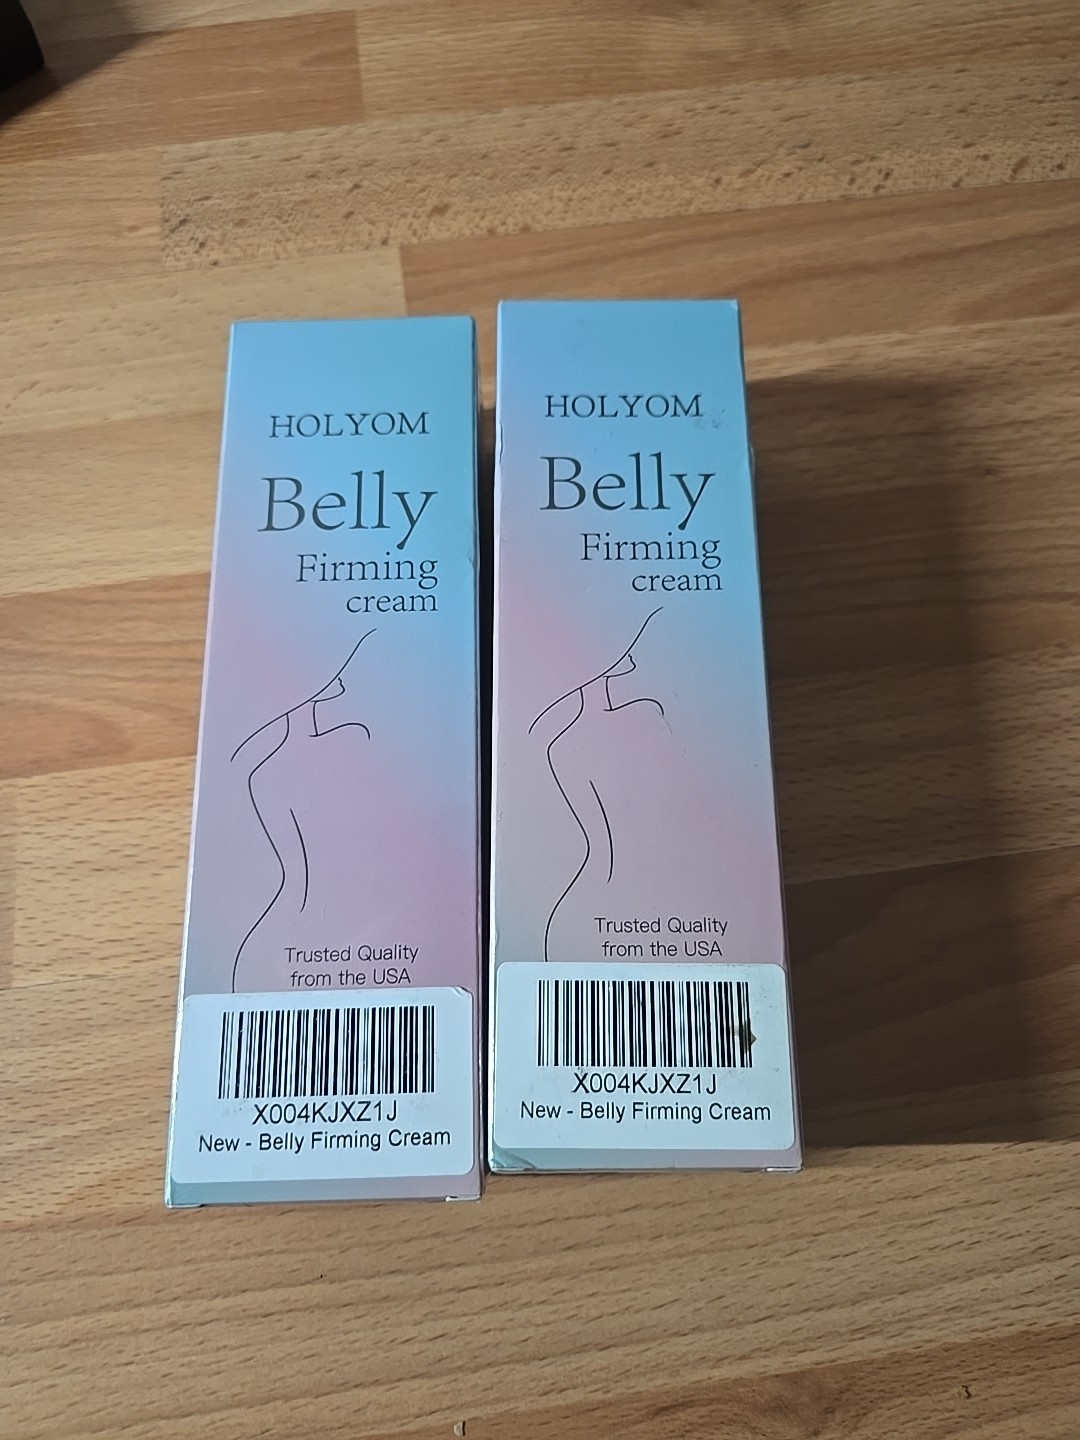 HOLYOM
Belly
Firming
cream
Trusted Quality
from the USA
X004KJXZ1J
New - Belly Firming Cream
HOLYOM
Belly
Firming
cream
Trusted Quality
from the USA
X004KJXZ1J
New - Belly Firming Cream